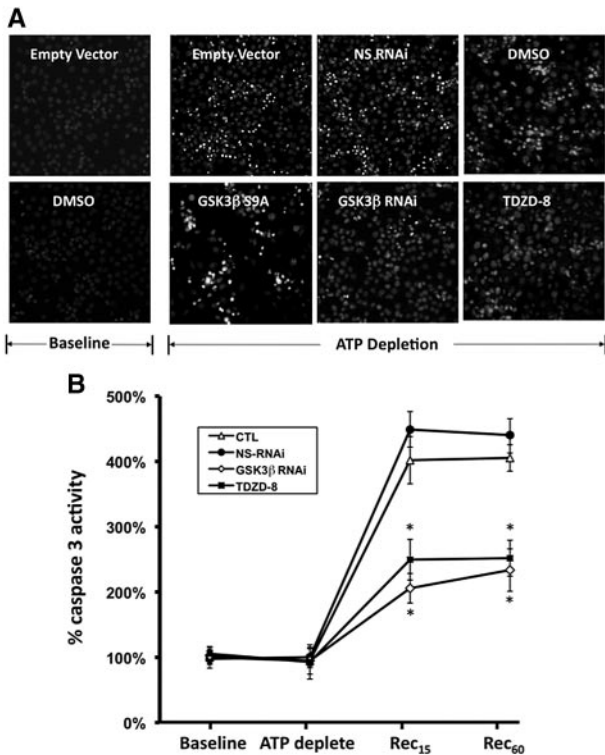 A
Empty Vector
Empty Vector
NS RNAi
DMSO
DMSO
GSK3β S9A
GSK3β RNAi
TDZD-8
Baseline
ATP Depletion
B
500%
400%
300%
200%
100%
0%
% caspase 3 activity
CTL
NS-RNAi
GSK3β RNAi
TDZD-8
*
*
*
*
Baseline
ATP deplete
Rec15
Rec60